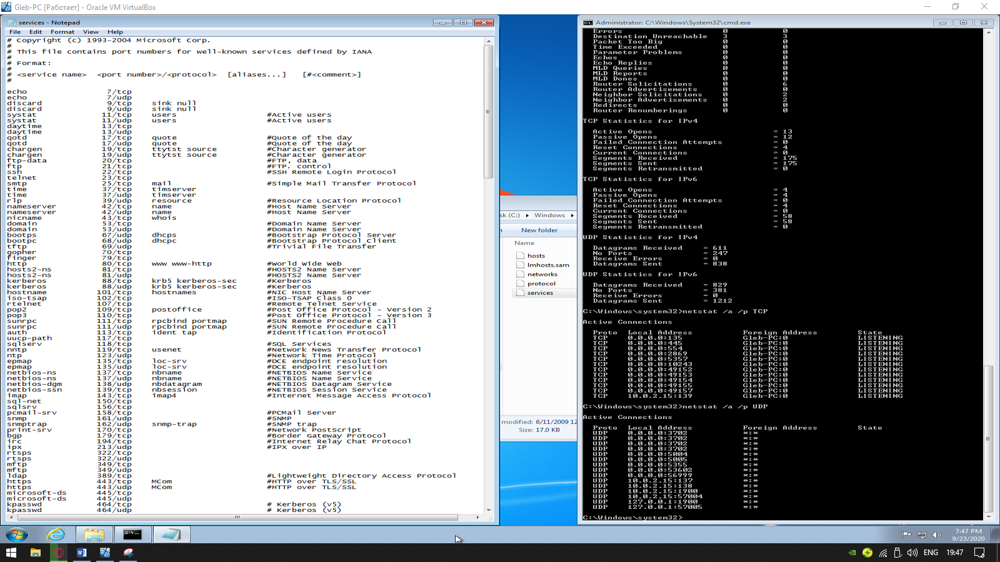 Gleb-PC [Работает] - Oracle VM VirtualBox
services - Notepad
File Edit Format View Help
# Copyright (c) 1993-2004 Microsoft Corp.
#
# This file contains port numbers for well-known services defined by IANA
#
# Format:
#
# <service name>  <port number>/<protocol>  [aliases...]   [#<comment>]
#
echo 7/tcp
echo 7/udp
discard 9/tcp sink null
discard 9/udp sink null
systat 11/tcp users #Active users
systat 11/udp users #Active users
daytime 13/tcp
daytime 13/udp
qotd 17/tcp quote #Quote of the day
qotd 17/udp quote #Quote of the day
chargen 19/tcp ttytst source #Character generator
chargen 19/udp ttytst source #Character generator
ftp-data 20/tcp #FTP, data
ftp 21/tcp #FTP. control
ssh 22/tcp #SSH Remote Login Protocol
telnet 23/tcp
smtp 25/tcp mail #Simple Mail Transfer Protocol
time 37/tcp timserver
time 37/udp timserver
rlp 39/udp resource #Resource Location Protocol
nameserver 42/tcp name #Host Name Server
nameserver 42/udp name #Host Name Server
nicname 43/tcp whois
domain 53/tcp #Domain Name Server
domain 53/udp #Domain Name Server
bootps 67/udp dhcps #Bootstrap Protocol Server
bootpc 68/udp dhcpc #Bootstrap Protocol Client
tftp 69/udp #Trivial File Transfer
gopher 70/tcp
finger 79/tcp
http 80/tcp www www-http #World Wide Web
hosts2-ns 81/tcp #HOSTS2 Name Server
hosts2-ns 81/udp #HOSTS2 Name Server
kerberos 88/tcp krb5 kerberos-sec #Kerberos
kerberos 88/udp krb5 kerberos-sec #Kerberos
hostname 101/tcp hostnames #NIC Host Name Server
iso-tsap 102/tcp #ISO-TSAP Class 0
rtelnet 107/tcp #Remote Telnet Service
pop2 109/tcp postoffice #Post Office Protocol - Version 2
pop3 110/tcp #Post Office Protocol - Version 3
sunrpc 111/tcp rpcbind portmap #SUN Remote Procedure Call
sunrpc 111/udp rpcbind portmap #SUN Remote Procedure Call
auth 113/tcp ident tap #Identification Protocol
uucp-path 117/tcp
sqlserv 118/tcp #SQL Services
nntp 119/tcp usenet #Network News Transfer Protocol
ntp 123/udp #Network Time Protocol
epmap 135/tcp loc-srv #DCE endpoint resolution
epmap 135/udp loc-srv #DCE endpoint resolution
netbios-ns 137/tcp nbname #NETBIOS Name Service
netbios-ns 137/udp nbname #NETBIOS Name Service
netbios-dgm 138/udp nbdatagram #NETBIOS Datagram Service
netbios-ssn 139/tcp nbsession #NETBIOS Session Service
imap 143/tcp imap4 #Internet Message Access Protocol
sql-net 150/tcp
sqlsrv 156/tcp
pcmail-srv 158/tcp #PCMail Server
snmp 161/udp #SNMP
snmptrap 162/udp snmp-trap #SNMP trap
print-srv 170/tcp #Network PostScript
bgp 179/tcp #Border Gateway Protocol
irc 194/tcp #Internet Relay Chat Protocol
ipx 213/udp #IPX over IP
rtsps 322/tcp
rtsps 322/udp
mftp 349/tcp
mftp 349/udp
ldap 389/tcp #Lightweight Directory Access Protocol
https 443/tcp MCom #HTTP over TLS/SSL
https 443/udp MCom #HTTP over TLS/SSL
microsoft-ds 445/tcp
microsoft-ds 445/udp
kpasswd 464/tcp # Kerberos (v5)
kpasswd 464/udp # Kerberos (v5)
sk (C:) Windows
New folder
Name
hosts
lmhosts.sam
networks
protocol
services
modified: 6/11/2009 12
Size: 17.0 KB
Administrator: C:\Windows\System32\cmd.exe
Errors 0 0
Destination Unreachable 3 3
Packet Too Big 0 0
Time Exceeded 0 0
Parameter Problems 0 0
Echos 0 0
Echo Replies 0 0
MLD Queries 0 0
MLD Reports 0 0
MLD Dones 0 0
Router Solicitations 0 6
Router Advertisements 0 0
Neighbor Solicitations 0 2
Neighbor Advertisements 0 2
Redirects 0 0
Router Renumberings 0 0
TCP Statistics for IPv4
Active Opens = 13
Passive Opens = 12
Failed Connection Attempts = 0
Reset Connections = 4
Current Connections = 0
Segments Received = 175
Segments Sent = 175
Segments Retransmitted = 0
TCP Statistics for IPv6
Active Opens = 4
Passive Opens = 4
Failed Connection Attempts = 0
Reset Connections = 4
Current Connections = 0
Segments Received = 58
Segments Sent = 58
Segments Retransmitted = 0
UDP Statistics for IPv4
Datagrams Received = 611
No Ports = 247
Receive Errors = 0
Datagrams Sent = 838
UDP Statistics for IPv6
Datagrams Received = 829
No Ports = 381
Receive Errors = 0
Datagrams Sent = 1212
C:\Windows\system32>netstat /a /p TCP
Active Connections
Proto Local Address Foreign Address State
TCP 0.0.0.0:135 Gleb-PC:0 LISTENING
TCP 0.0.0.0:445 Gleb-PC:0 LISTENING
TCP 0.0.0.0:554 Gleb-PC:0 LISTENING
TCP 0.0.0.0:2869 Gleb-PC:0 LISTENING
TCP 0.0.0.0:5357 Gleb-PC:0 LISTENING
TCP 0.0.0.0:10243 Gleb-PC:0 LISTENING
TCP 0.0.0.0:49152 Gleb-PC:0 LISTENING
TCP 0.0.0.0:49153 Gleb-PC:0 LISTENING
TCP 0.0.0.0:49154 Gleb-PC:0 LISTENING
TCP 0.0.0.0:49155 Gleb-PC:0 LISTENING
TCP 0.0.0.0:49157 Gleb-PC:0 LISTENING
TCP 10.0.2.15:139 Gleb-PC:0 LISTENING
C:\Windows\system32>netstat /a /p UDP
Active Connections
Proto Local Address Foreign Address State
UDP 0.0.0.0:3702 *:*
UDP 0.0.0.0:3702 *:*
UDP 0.0.0.0:3702 *:*
UDP 0.0.0.0:3702 *:*
UDP 0.0.0.0:5004 *:*
UDP 0.0.0.0:5005 *:*
UDP 0.0.0.0:5355 *:*
UDP 0.0.0.0:53602 *:*
UDP 0.0.0.0:56999 *:*
UDP 10.0.2.15:137 *:*
UDP 10.0.2.15:138 *:*
UDP 10.0.2.15:1900 *:*
UDP 10.0.2.15:57004 *:*
UDP 127.0.0.1:1900 *:*
UDP 127.0.0.1:57005 *:*
C:\Windows\system32>
7:47 PM
9/23/2020
ENG 19:47